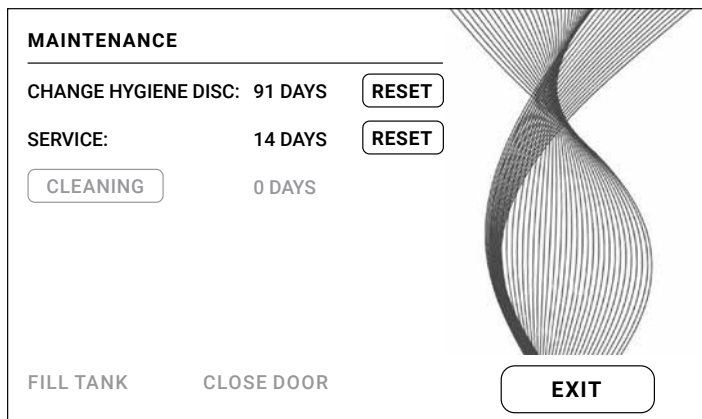 MAINTENANCE
CHANGE HYGIENE DISC: 91 DAYS RESET
SERVICE: 14 DAYS RESET
CLEANING 0 DAYS
FILL TANK CLOSE DOOR EXIT